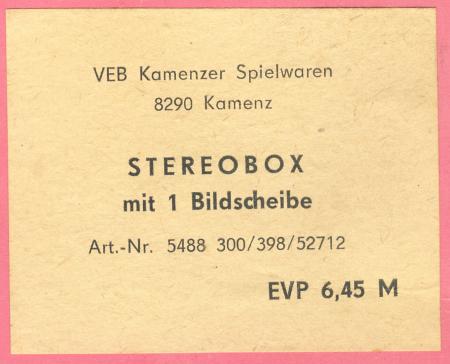 VEB Kamenzer Spielwaren
8290 Kamenz
STEREOBOX
mit 1 Bildscheibe
Art.-Nr. 5488 300/398/52712
EVP 6,45 M